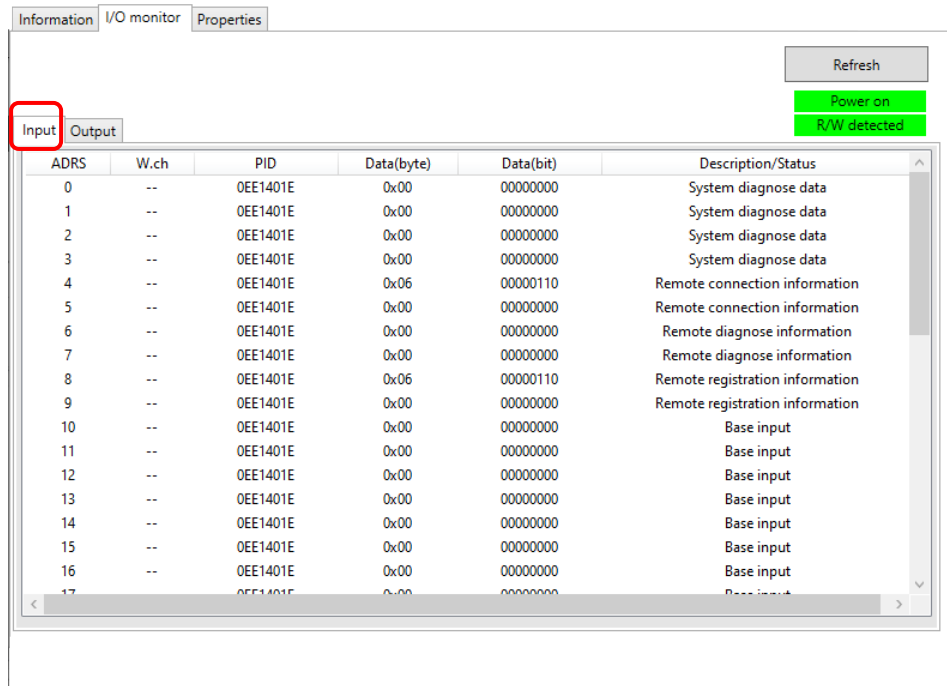 Information I/O monitor Properties
Refresh
Power on
Input Output R/W detected
ADRS W.ch PID Data(byte) Data(bit) Description/Status
0 -- 0EE1401E 0x00 00000000 System diagnose data
1 -- 0EE1401E 0x00 00000000 System diagnose data
2 -- 0EE1401E 0x00 00000000 System diagnose data
3 -- 0EE1401E 0x00 00000000 System diagnose data
4 -- 0EE1401E 0x06 00000110 Remote connection information
5 -- 0EE1401E 0x00 00000000 Remote connection information
6 -- 0EE1401E 0x00 00000000 Remote diagnose information
7 -- 0EE1401E 0x00 00000000 Remote diagnose information
8 -- 0EE1401E 0x06 00000110 Remote registration information
9 -- 0EE1401E 0x00 00000000 Remote registration information
10 -- 0EE1401E 0x00 00000000 Base input
11 -- 0EE1401E 0x00 00000000 Base input
12 -- 0EE1401E 0x00 00000000 Base input
13 -- 0EE1401E 0x00 00000000 Base input
14 -- 0EE1401E 0x00 00000000 Base input
15 -- 0EE1401E 0x00 00000000 Base input
16 -- 0EE1401E 0x00 00000000 Base input